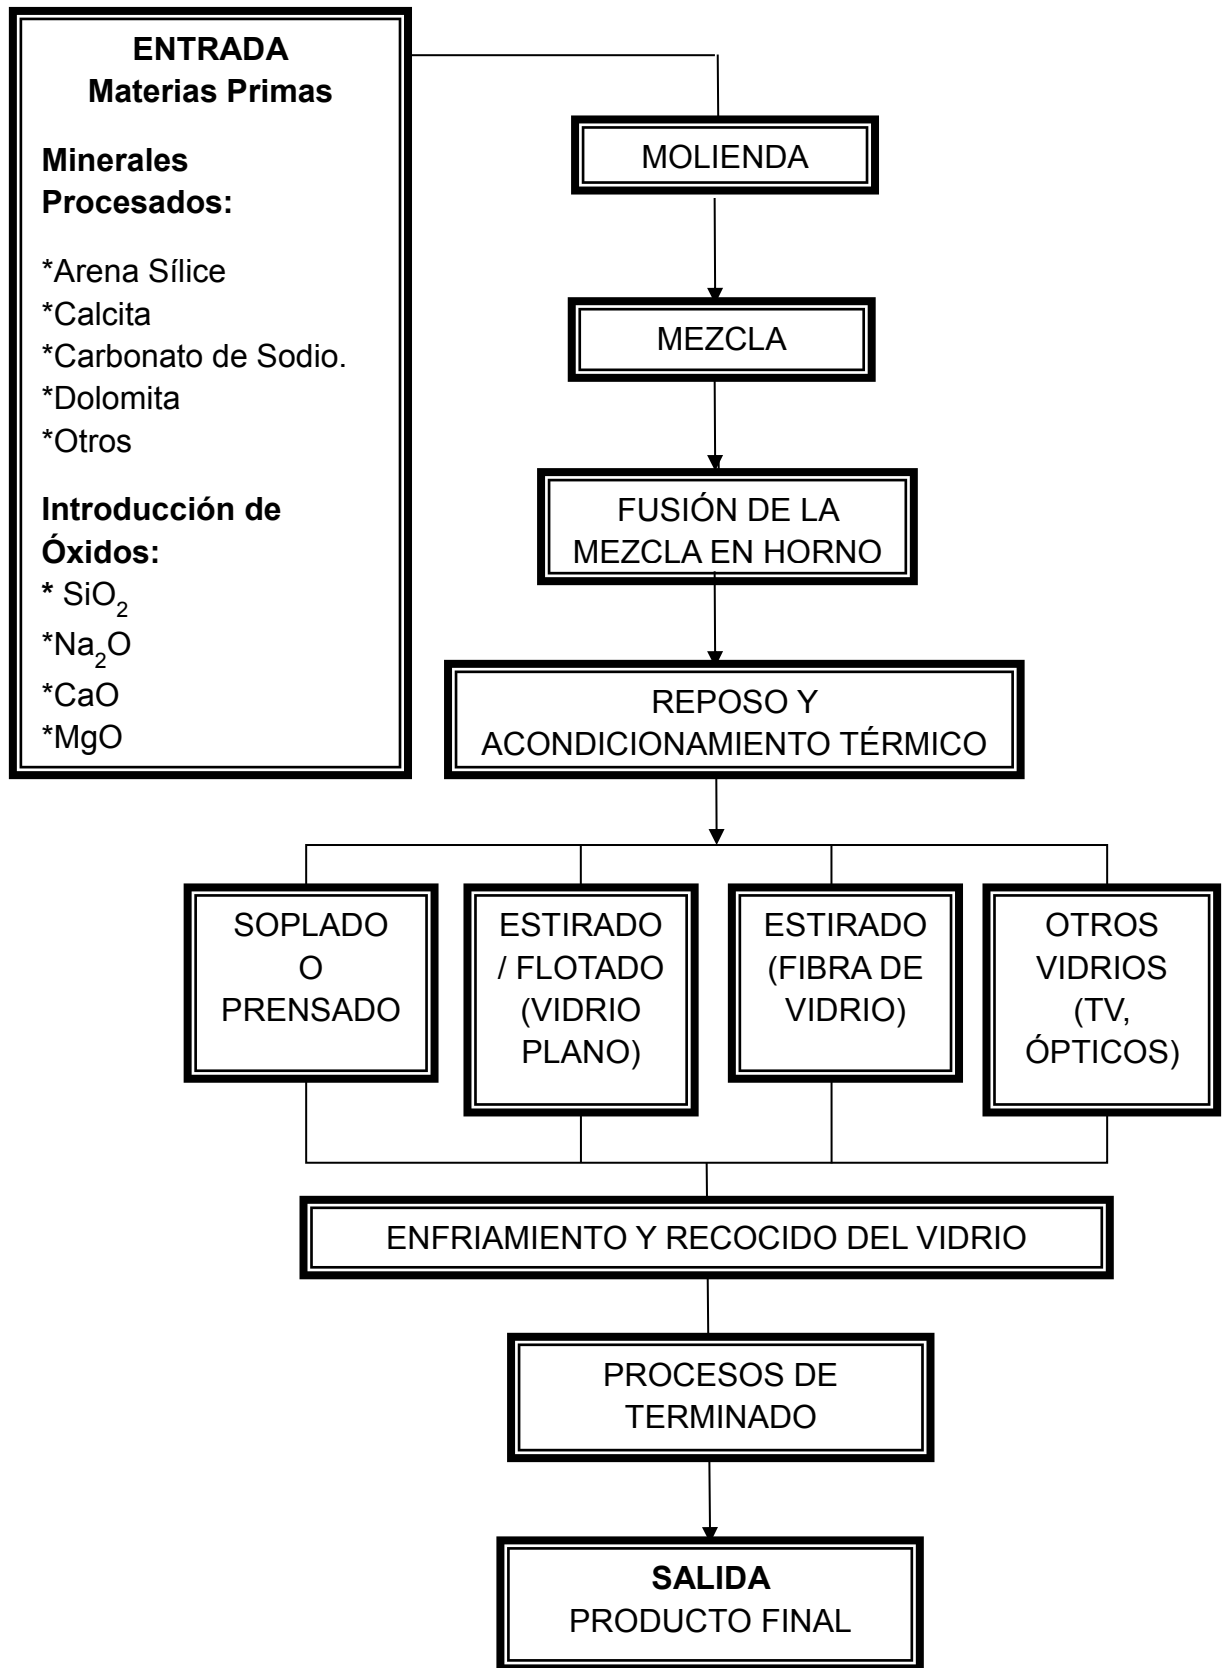 ENTRADA
Materias Primas
Minerales
Procesados:
*Arena Sílice
*Calcita
*Carbonato de Sodio.
*Dolomita
*Otros
Introducción de
Óxidos:
* SiO₂
*Na₂O
*CaO
*MgO
MOLIENDA
MEZCLA
FUSIÓN DE LA
MEZCLA EN HORNO
REPOSO Y
ACONDICIONAMIENTO TÉRMICO
SOPLADO
O
PRENSADO
ESTIRADO
/ FLOTADO
(VIDRIO
PLANO)
ESTIRADO
(FIBRA DE
VIDRIO)
OTROS
VIDRIOS
(TV,
ÓPTICOS)
ENFRIAMIENTO Y RECOCIDO DEL VIDRIO
PROCESOS DE
TERMINADO
SALIDA
PRODUCTO FINAL